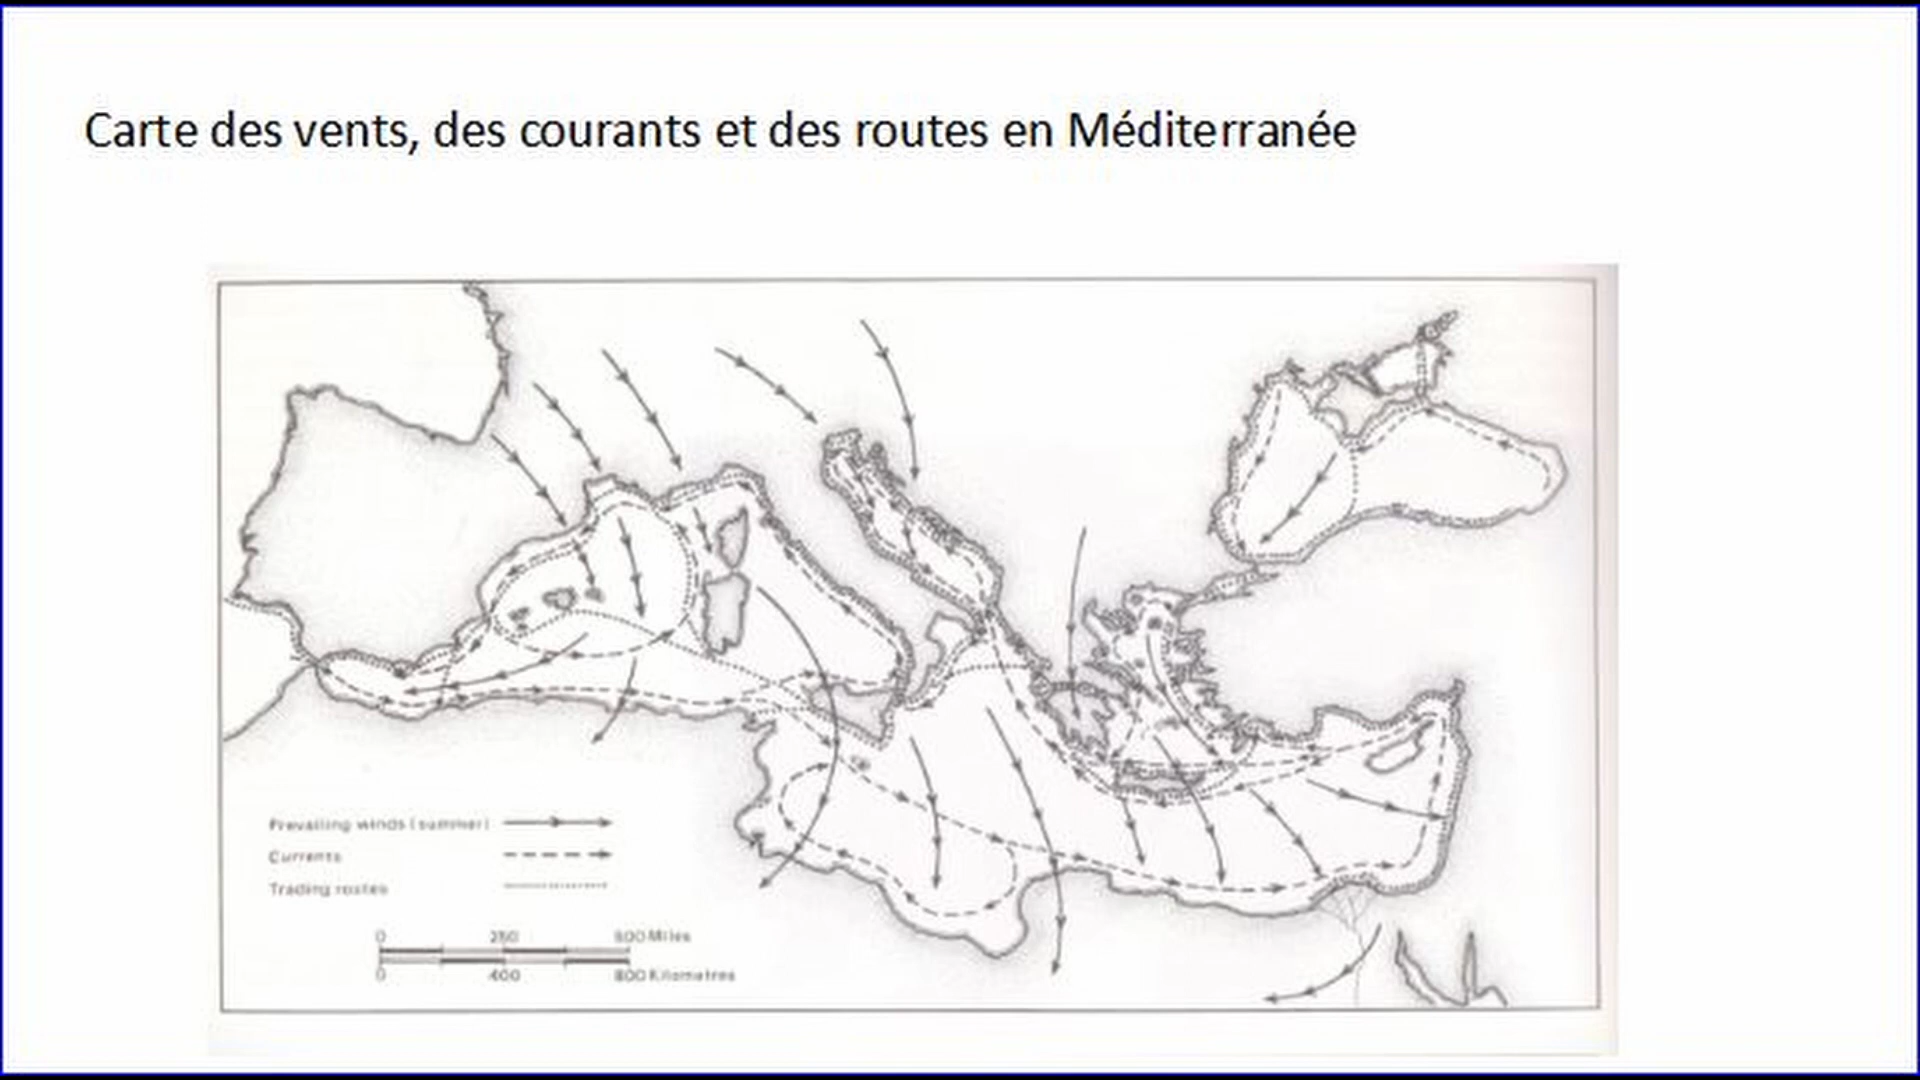 Carte des vents, des courants et des routes en Méditerranée
Prevailing winds (summer)
Currents
Trading routes
0 250 500 Miles
0 400 800 Kilometres